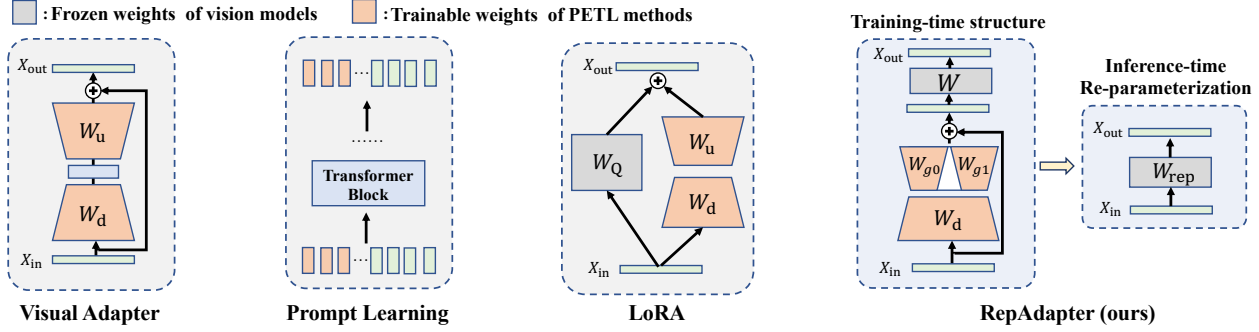 : Frozen weights of vision models
: Trainable weights of PETL methods
X_out
W_u
W_d
X_in
Visual Adapter
......
Transformer
Block
Prompt Learning
X_out
W_Q
W_u
W_d
X_in
LoRA
Training-time structure
X_out
W
W_g0
W_g1
W_d
X_in
Inference-time
Re-parameterization
X_out
W_rep
X_in
RepAdapter (ours)